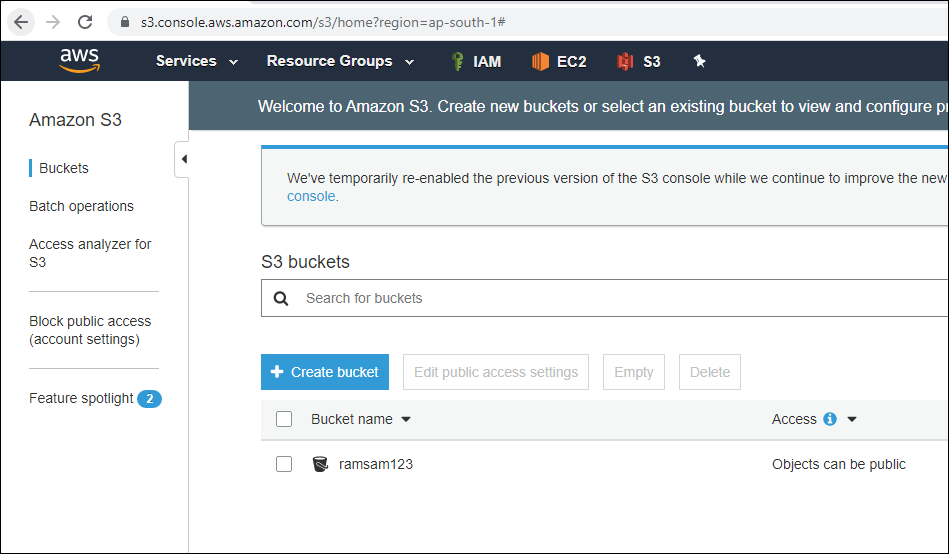 s3.console.aws.amazon.com/s3/home?region=ap-south-1#
aws Services Resource Groups IAM EC2 S3
Amazon S3
Buckets
Batch operations
Access analyzer for
S3
Block public access
(account settings)
Feature spotlight 2
Welcome to Amazon S3. Create new buckets or select an existing bucket to view and configure pr
We've temporarily re-enabled the previous version of the S3 console while we continue to improve the new
console.
S3 buckets
Search for buckets
+ Create bucket Edit public access settings Empty Delete
Bucket name Access
ramsam123 Objects can be public